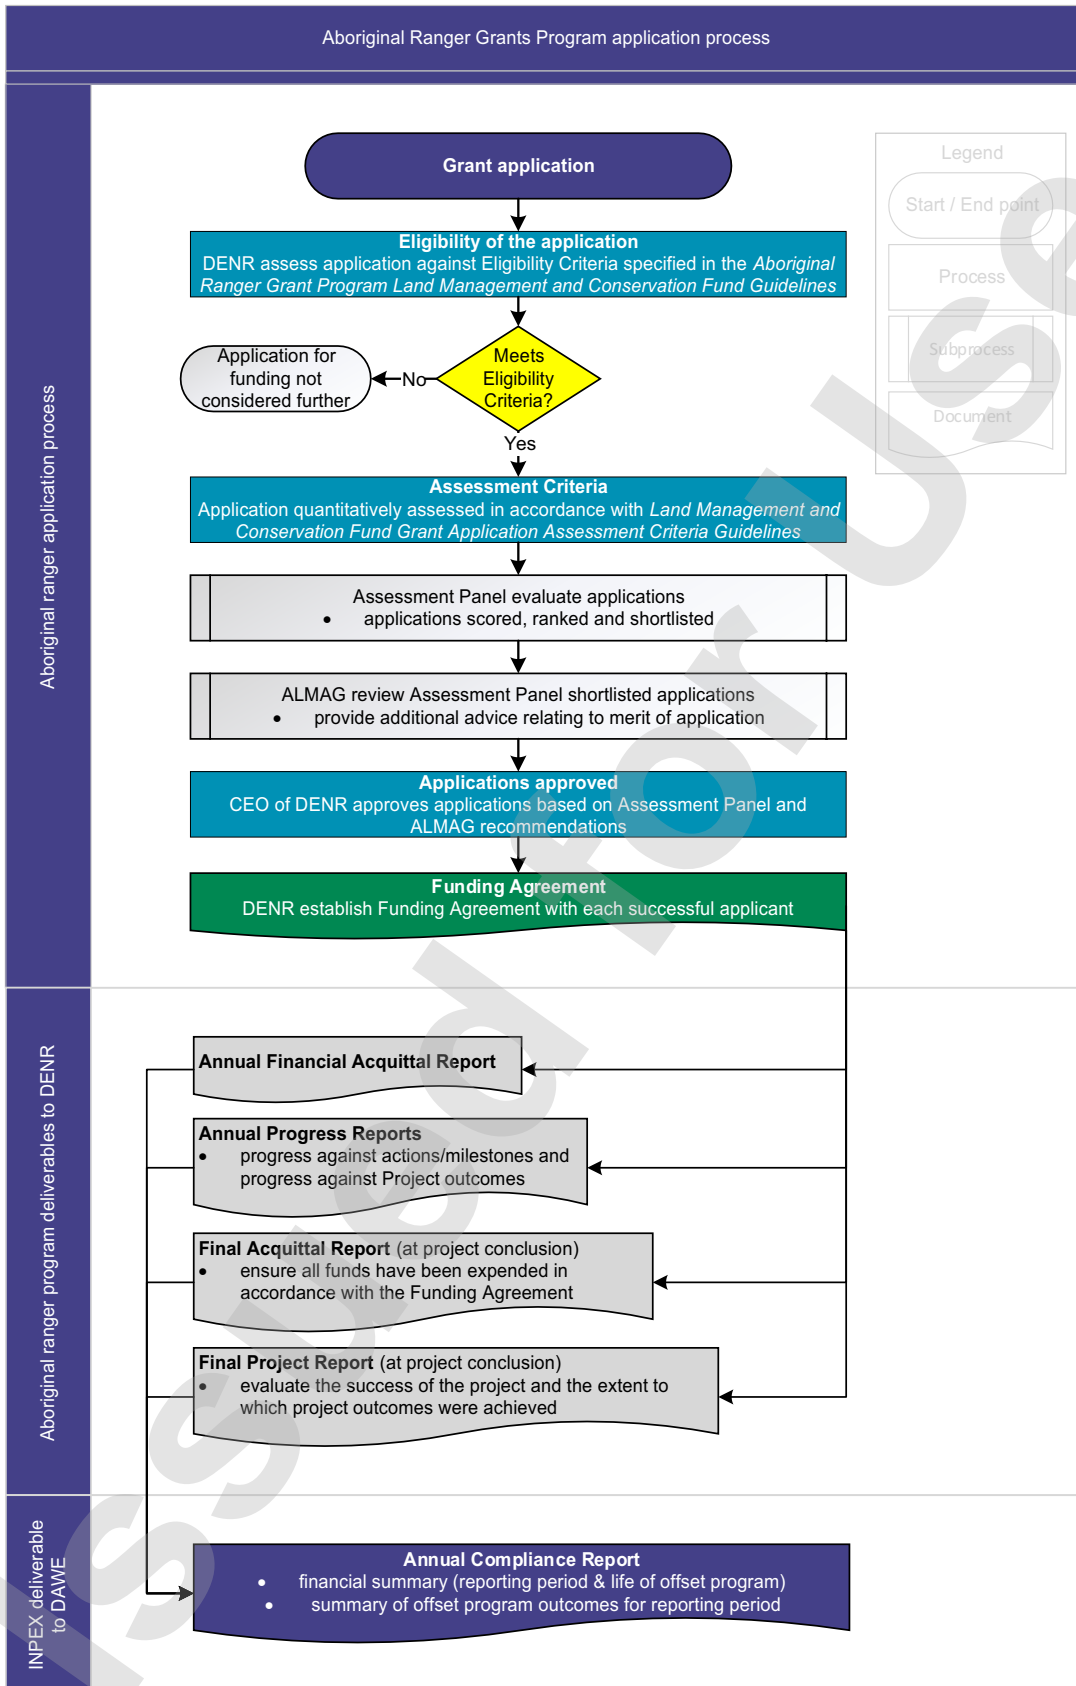 Aboriginal Ranger Grants Program application process
Aboriginal ranger application process
Grant application
Legend
Start / End point
Process
Subprocess
Document
Eligibility of the application
DENR assess application against Eligibility Criteria specified in the Aboriginal
Ranger Grant Program Land Management and Conservation Fund Guidelines
Meets
Eligibility
Criteria?
No
Application for
funding not
considered further
Yes
Assessment Criteria
Application quantitatively assessed in accordance with Land Management and
Conservation Fund Grant Application Assessment Criteria Guidelines
Assessment Panel evaluate applications
• applications scored, ranked and shortlisted
ALMAG review Assessment Panel shortlisted applications
• provide additional advice relating to merit of application
Applications approved
CEO of DENR approves applications based on Assessment Panel and
ALMAG recommendations
Funding Agreement
DENR establish Funding Agreement with each successful applicant
Aboriginal ranger program deliverables to DENR
Annual Financial Acquittal Report
Annual Progress Reports
• progress against actions/milestones and
progress against Project outcomes
Final Acquittal Report (at project conclusion)
• ensure all funds have been expended in
accordance with the Funding Agreement
Final Project Report (at project conclusion)
• evaluate the success of the project and the extent to
which project outcomes were achieved
INPEX deliverable
to DAWE
Annual Compliance Report
• financial summary (reporting period & life of offset program)
• summary of offset program outcomes for reporting period
Issued for Use